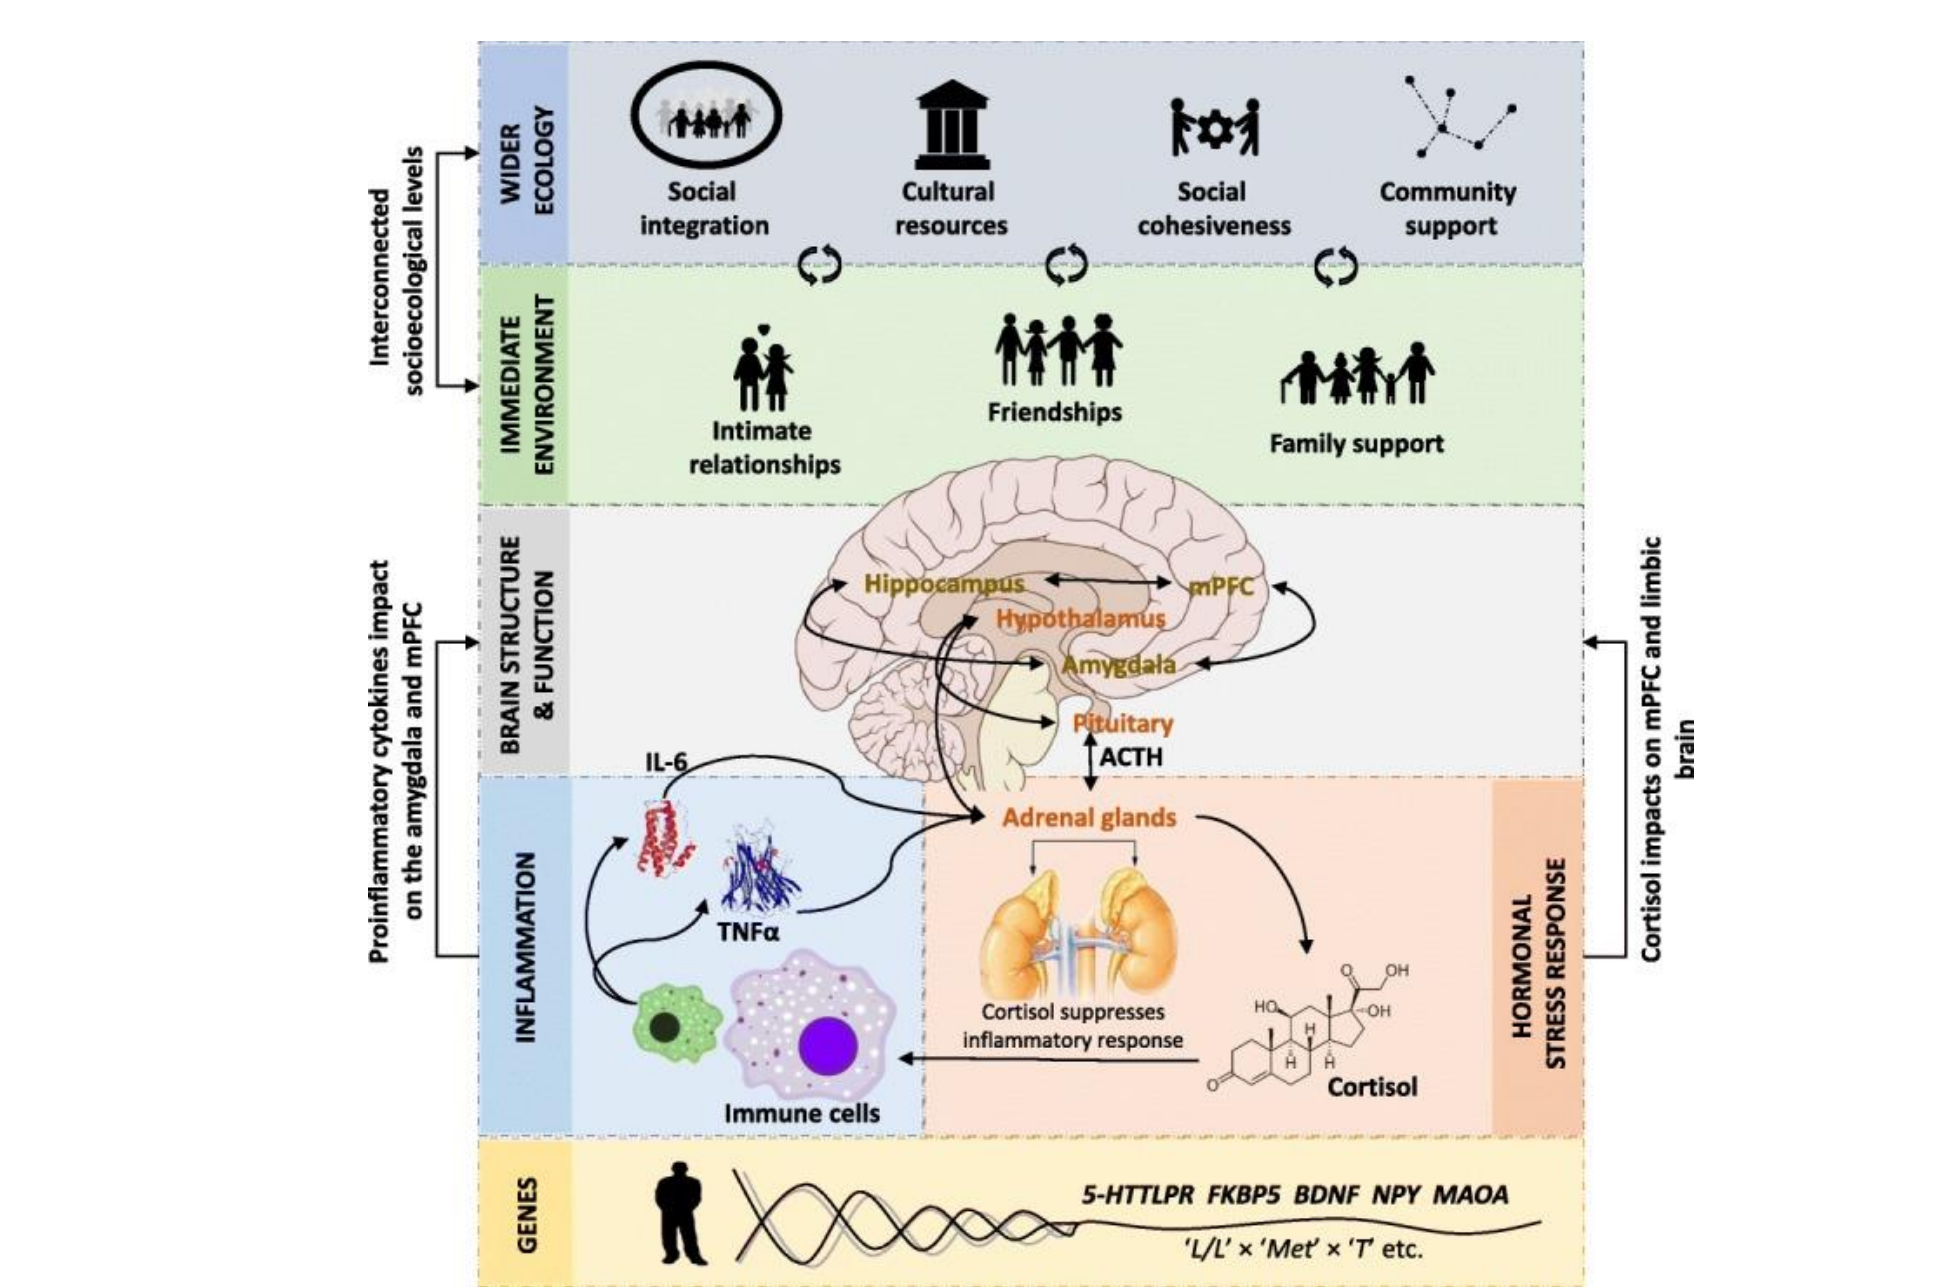 Interconnected
socioecological levels
WIDER
ECOLOGY
Social
integration
Cultural
resources
Social
cohesiveness
Community
support
IMMEDIATE
ENVIRONMENT
Intimate
relationships
Friendships
Family support
Proinflammatory cytokines impact
on the amygdala and mPFC
BRAIN STRUCTURE
& FUNCTION
Hippocampus
mPFC
Hypothalamus
Amygdala
Pituitary
ACTH
Cortisol impacts on mPFC and limbic
brain
INFLAMMATION
IL-6
TNFα
Immune cells
Adrenal glands
Cortisol suppresses
inflammatory response
O
OH
HO
OH
H
H
H
O
Cortisol
HORMONAL
STRESS RESPONSE
GENES
5-HTTLPR FKBP5 BDNF NPY MAOA
‘L/L’ × ‘Met’ × ‘T’ etc.